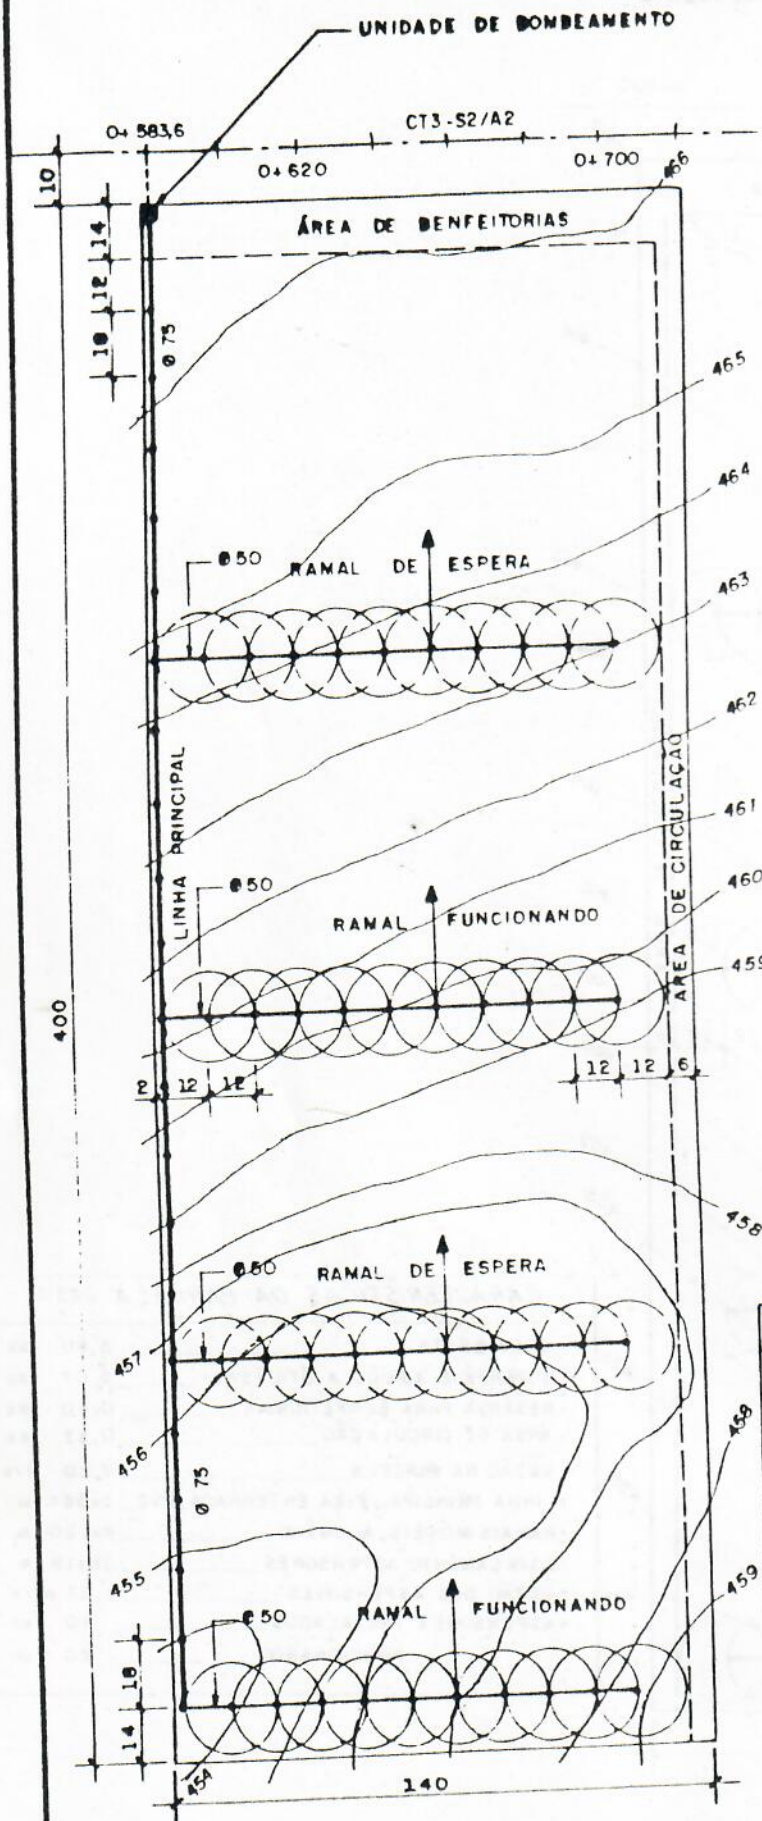 UNIDADE DE BOMBEAMENTO
0+583,6
CT3-S2/A2
0+620
0+700
466
10
ÁREA DE BENFEITORIAS
14
12
18
Ø 75
465
464
Ø50
RAMAL DE ESPERA
463
462
LINHA PRINCIPAL
ÁREA DE CIRCULAÇÃO
461
Ø50
460
RAMAL FUNCIONANDO
459
400
2
12
12
12
12
6
458
Ø50
RAMAL DE ESPERA
457
456
458
Ø 75
455
459
Ø50
RAMAL FUNCIONANDO
18
14
454
140